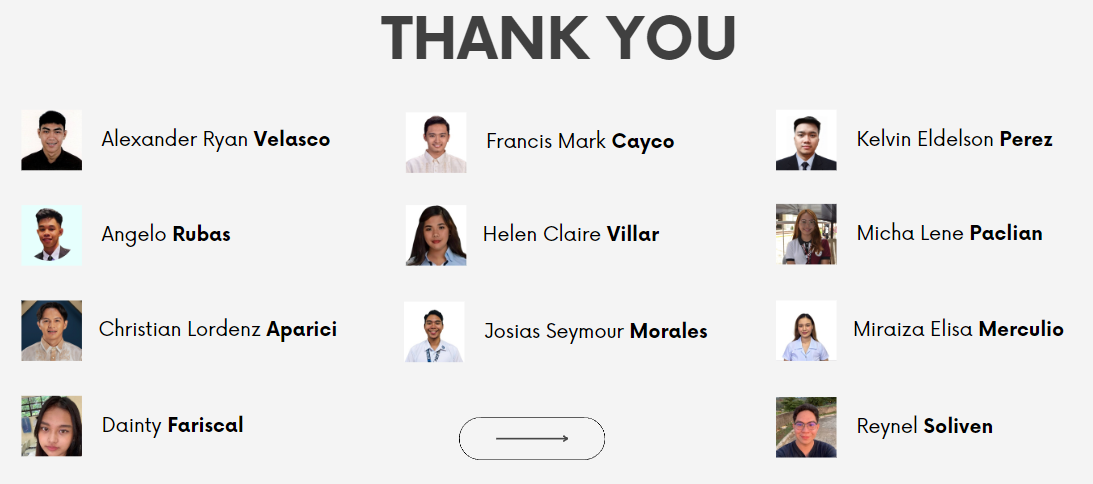 THANK YOU
Alexander Ryan Velasco
Francis Mark Cayco
Kelvin Eldelson Perez
Angelo Rubas
Helen Claire Villar
Micha Lene Paclian
Christian Lordenz Aparici
Josias Seymour Morales
Miraiza Elisa Merculio
Dainty Fariscal
Reynel Soliven